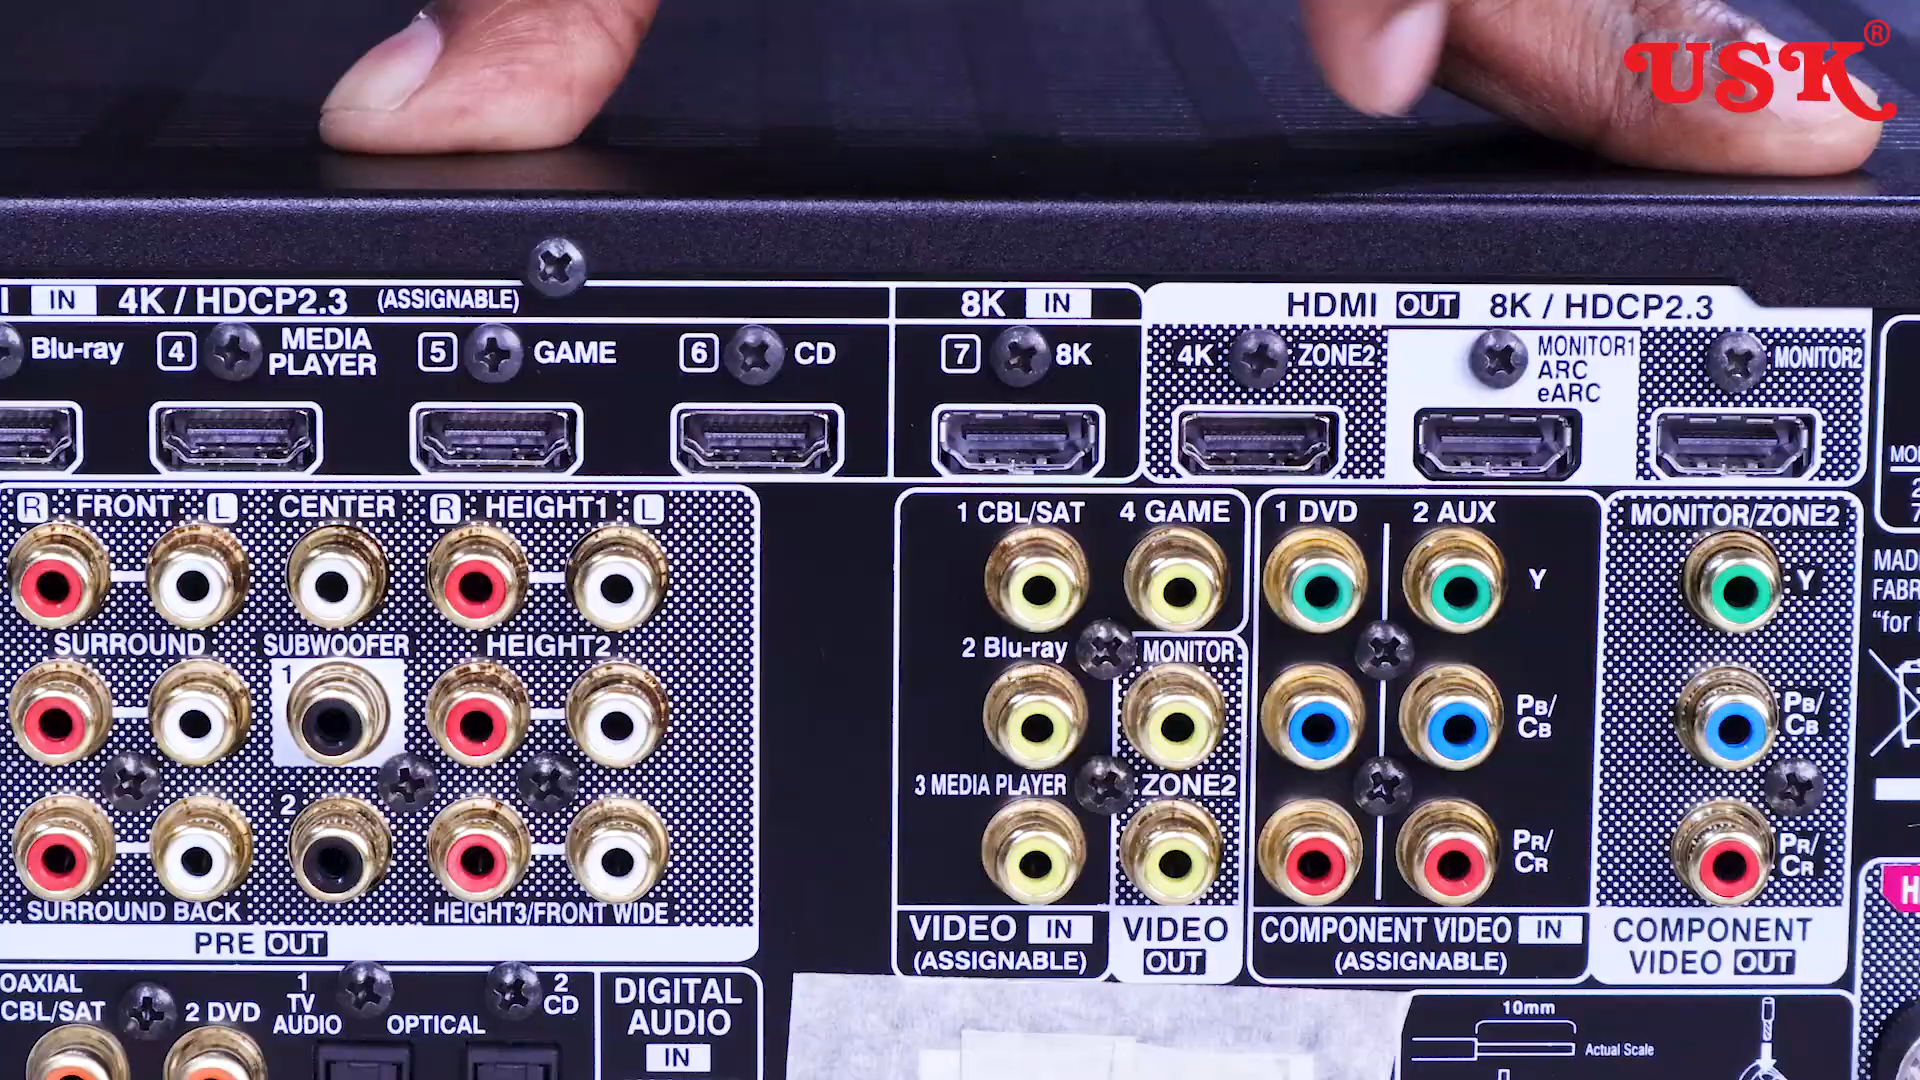 USK®
IN 4K / HDCP2.3 (ASSIGNABLE)
8K IN
HDMI OUT 8K / HDCP2.3
Blu-ray
4 MEDIA PLAYER
5 GAME
6 CD
7 8K
4K ZONE2
MONITOR1
ARC
eARC
MONITOR2
R FRONT L
CENTER
R HEIGHT1 L
SURROUND
SUBWOOFER
1
2
HEIGHT2
SURROUND BACK
HEIGHT3/FRONT WIDE
PRE OUT
1 CBL/SAT
4 GAME
2 Blu-ray
MONITOR
3 MEDIA PLAYER
ZONE2
VIDEO IN
(ASSIGNABLE)
VIDEO
OUT
1 DVD
2 AUX
Y
PB/
CB
PR/
CR
COMPONENT VIDEO IN
(ASSIGNABLE)
MONITOR/ZONE2
Y
PB/
CB
PR/
CR
COMPONENT
VIDEO OUT
OAXIAL
CBL/SAT
2 DVD
1
TV
AUDIO
OPTICAL
2
CD
DIGITAL
AUDIO
IN
10mm
Actual Scale
"for